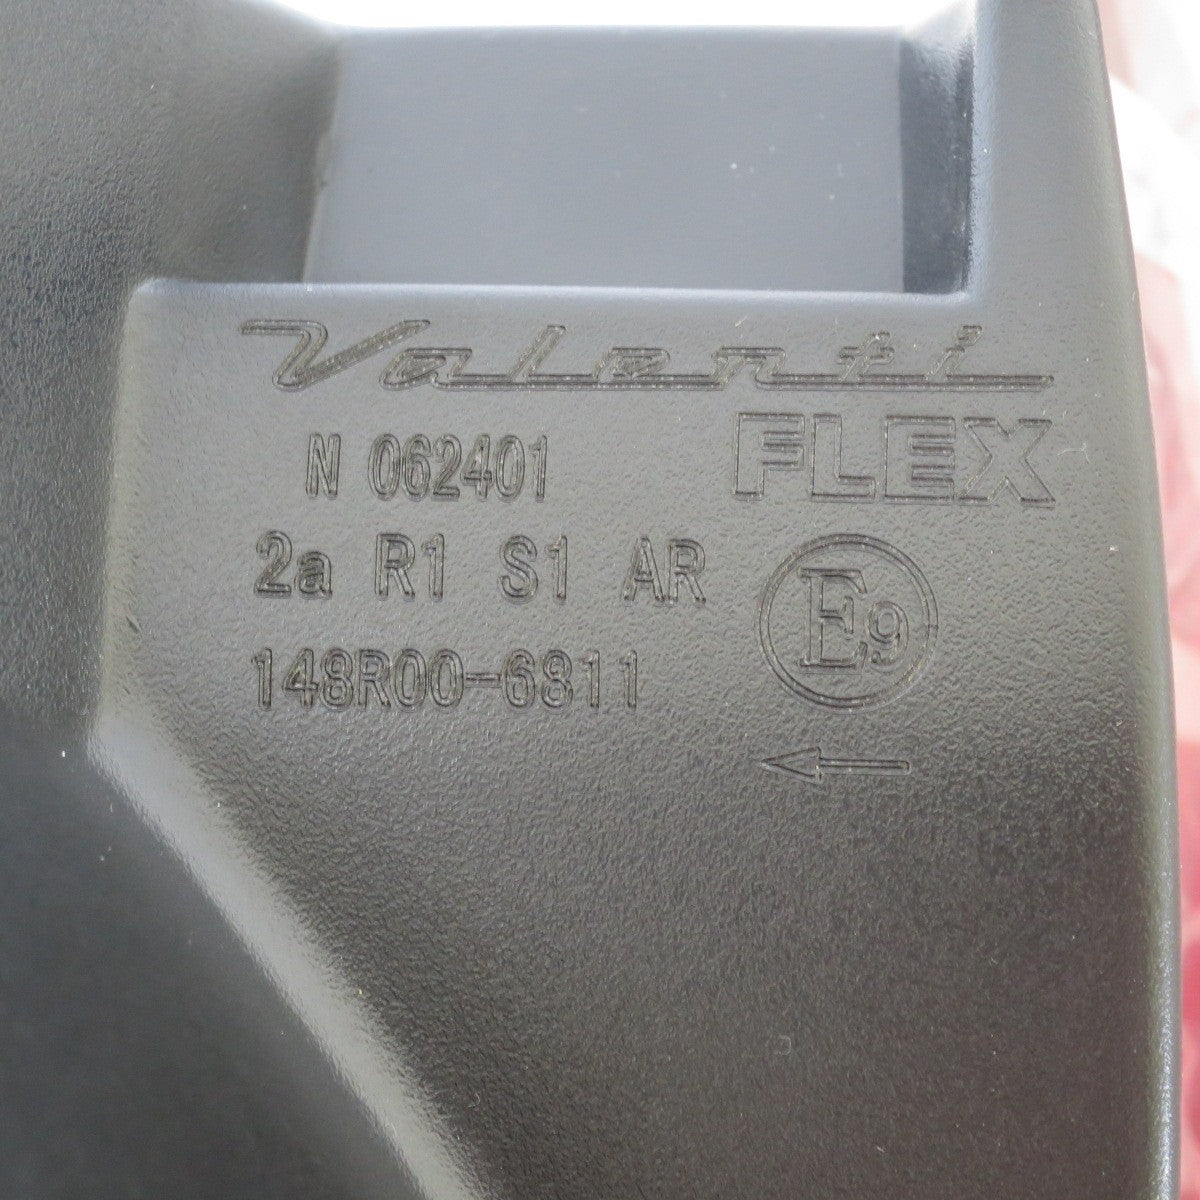 Valenti
FLEX
N 062401
2a R1 S1 AR
E9
148R00-6811